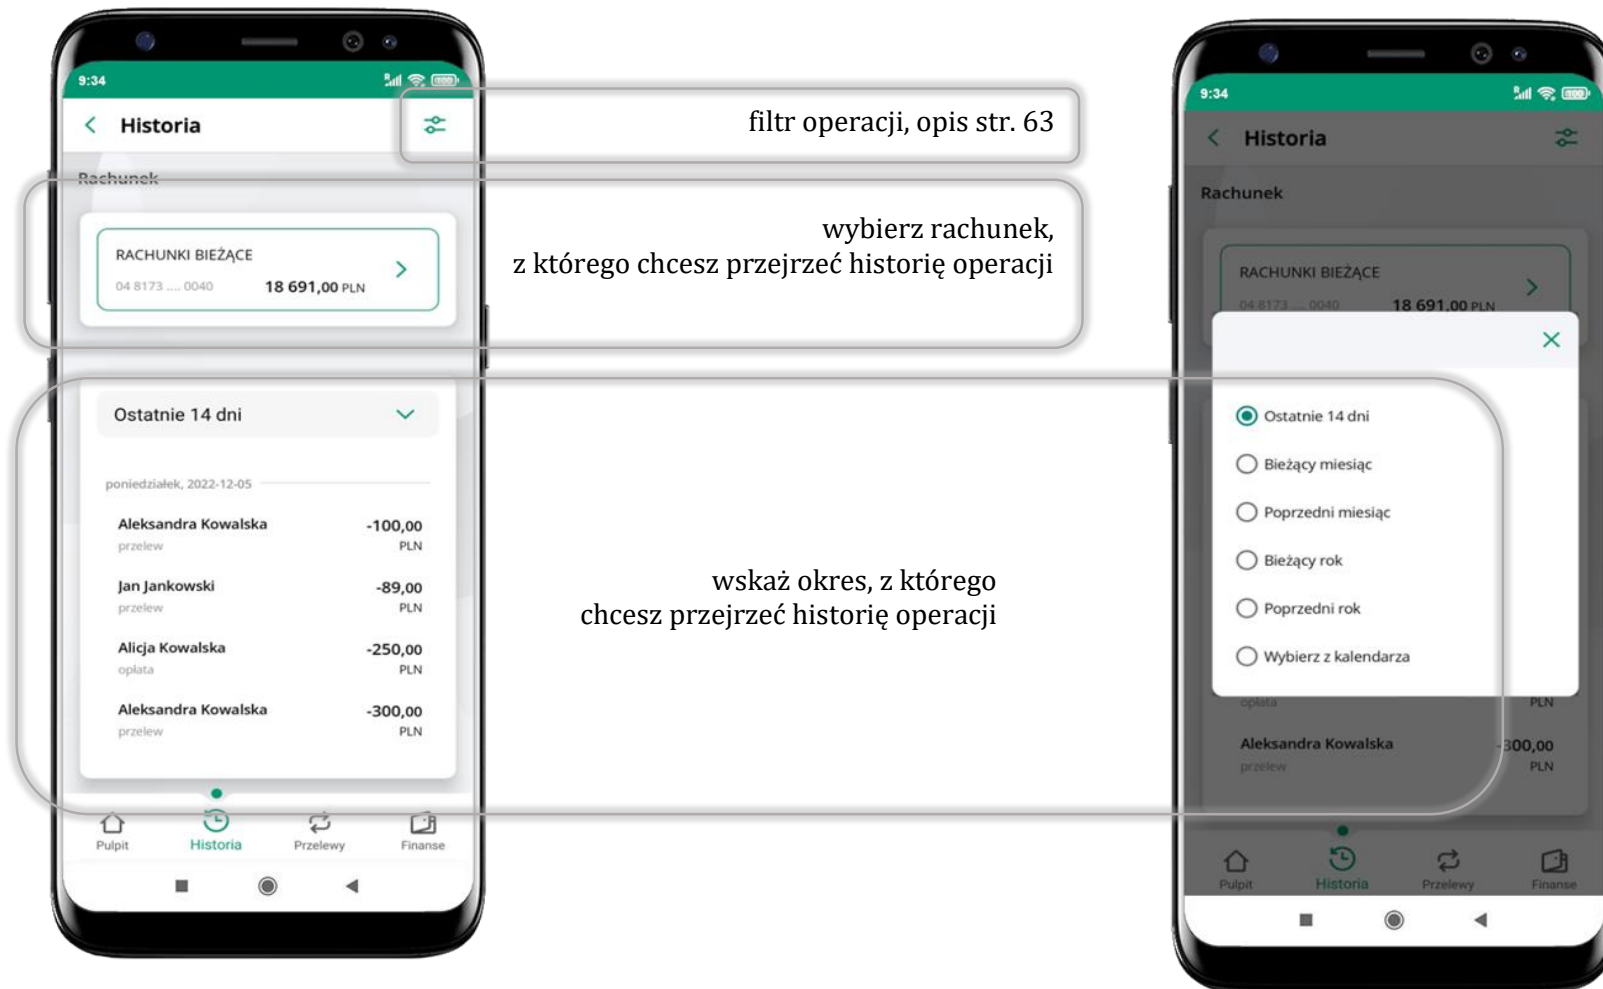 9:34
Historia
Rachunek
RACHUNKI BIEŻĄCE
04 8173 .... 0040 18 691,00 PLN
Ostatnie 14 dni
poniedziałek, 2022-12-05
Aleksandra Kowalska -100,00
przelew PLN
Jan Jankowski -89,00
przelew PLN
Alicja Kowalska -250,00
opłata PLN
Aleksandra Kowalska -300,00
przelew PLN
Pulpit Historia Przelewy Finanse
filtr operacji, opis str. 63
wybierz rachunek,
z którego chcesz przejrzeć historię operacji
wskaż okres, z którego
chcesz przejrzeć historię operacji
9:34
Historia
Rachunek
RACHUNKI BIEŻĄCE
04 8173 .... 0040 18 691,00 PLN
Ostatnie 14 dni
Bieżący miesiąc
Poprzedni miesiąc
Bieżący rok
Poprzedni rok
Wybierz z kalendarza
opłata PLN
Aleksandra Kowalska -300,00
przelew PLN
Pulpit Historia Przelewy Finanse